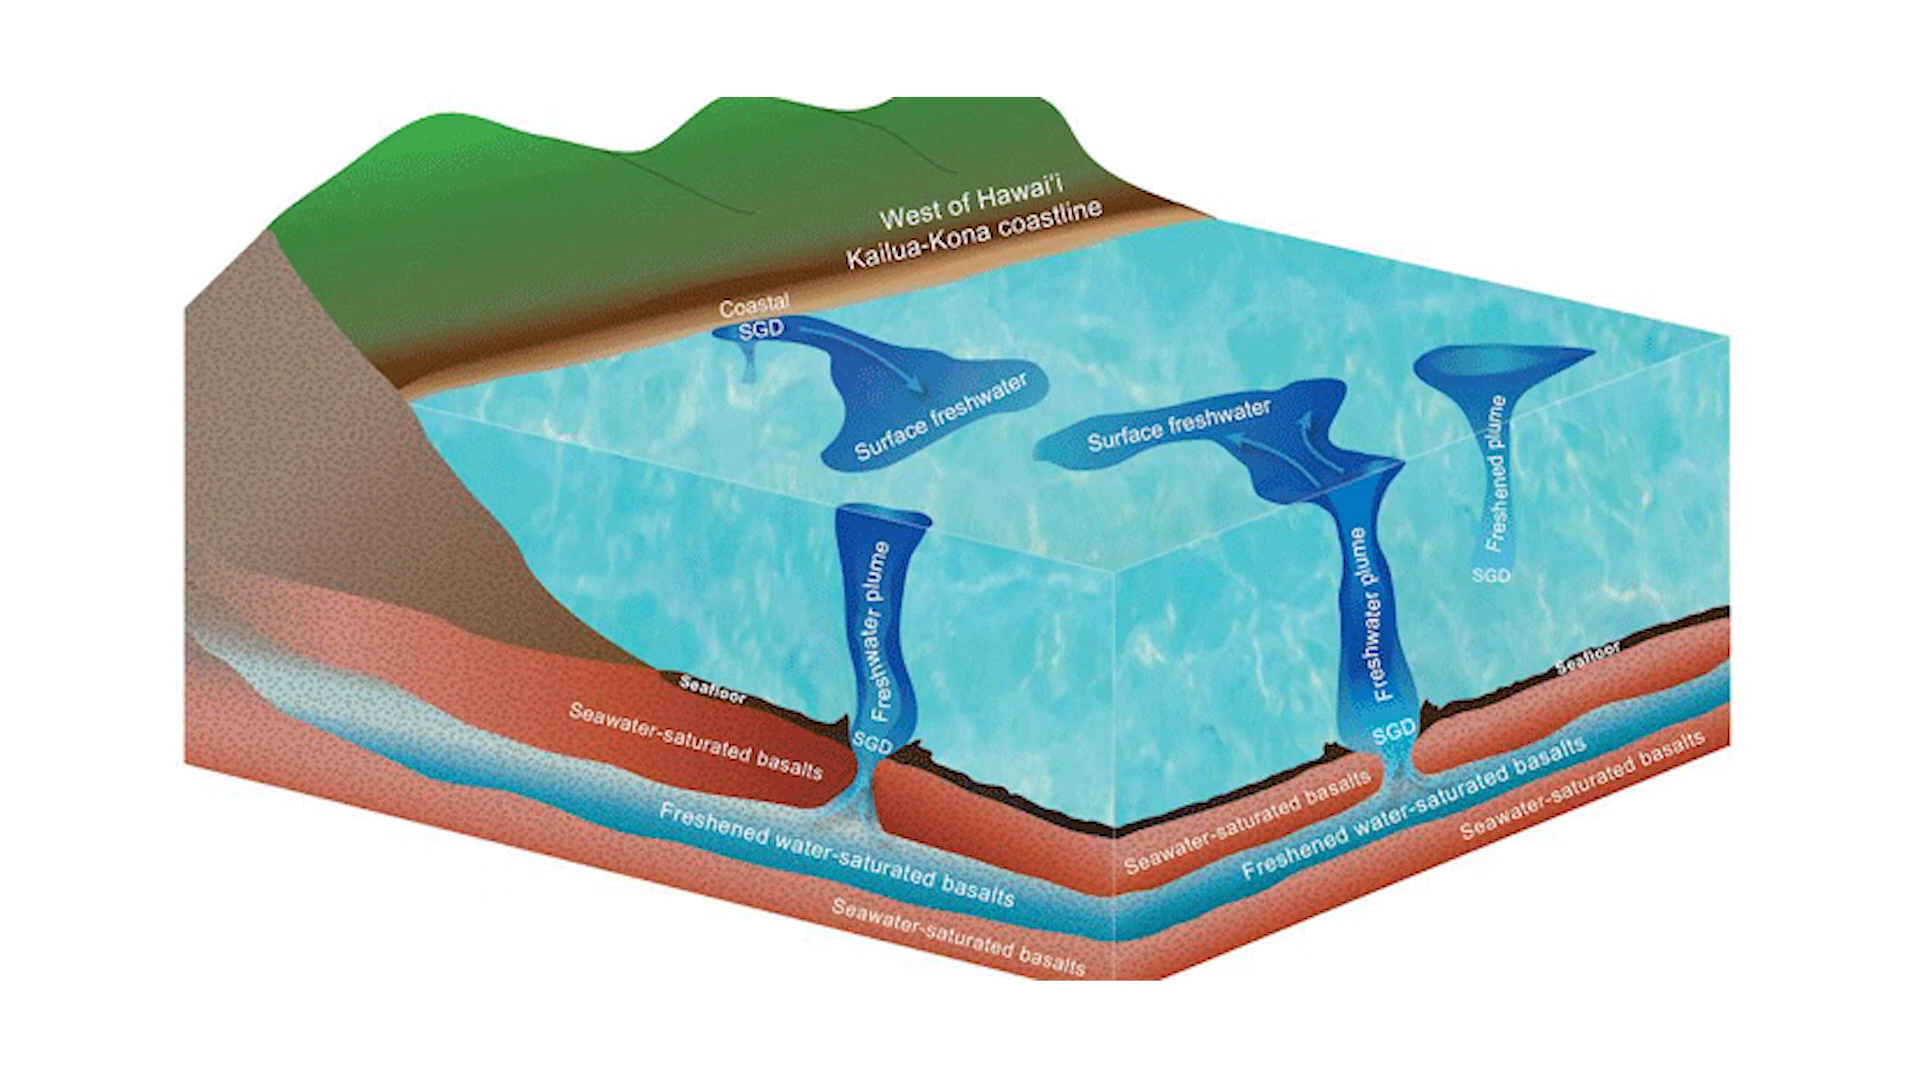 West of Hawai'i
Kailua-Kona coastline
Coastal
SGD
Surface freshwater
Surface freshwater
Freshened plume
SGD
Freshwater plume
SGD
Freshwater plume
SGD
Seafloor
Seafloor
Seawater-saturated basalts
Freshened water-saturated basalts
Seawater-saturated basalts
Seawater-saturated basalts
Freshened water-saturated basalts
Seawater-saturated basalts